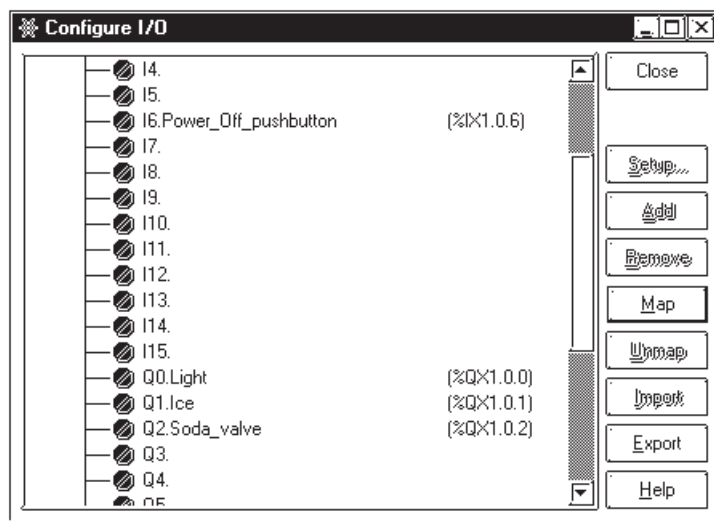 Configure I/O
I4.
I5.
I6.Power_Off_pushbutton (%IX1.0.6)
I7.
I8.
I9.
I10.
I11.
I12.
I13.
I14.
I15.
Q0.Light (%QX1.0.0)
Q1.Ice (%QX1.0.1)
Q2.Soda_valve (%QX1.0.2)
Q3.
Q4.
Q5.
Close
Setup...
Add
Remove
Map
Unmap
Import
Export
Help